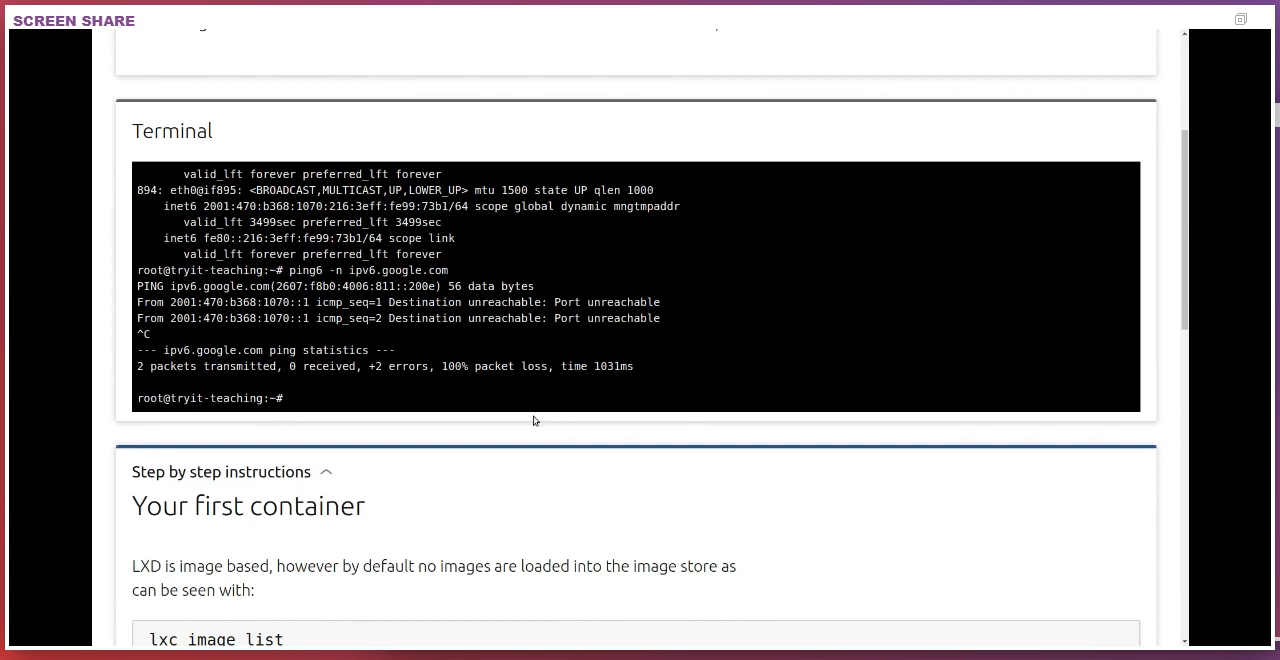 SCREEN SHARE
Terminal
valid_lft forever preferred_lft forever
894: eth0@if895: <BROADCAST,MULTICAST,UP,LOWER_UP> mtu 1500 state UP qlen 1000
inet6 2001:470:b368:1070:216:3eff:fe99:73b1/64 scope global dynamic mngtmpaddr
valid_lft 3499sec preferred_lft 3499sec
inet6 fe80::216:3eff:fe99:73b1/64 scope link
valid_lft forever preferred_lft forever
root@tryit-teaching:~# ping6 -n ipv6.google.com
PING ipv6.google.com(2607:f8b0:4006:811::200e) 56 data bytes
From 2001:470:b368:1070::1 icmp_seq=1 Destination unreachable: Port unreachable
From 2001:470:b368:1070::1 icmp_seq=2 Destination unreachable: Port unreachable
^C
--- ipv6.google.com ping statistics ---
2 packets transmitted, 0 received, +2 errors, 100% packet loss, time 1031ms
root@tryit-teaching:~#
Step by step instructions
Your first container
LXD is image based, however by default no images are loaded into the image store as
can be seen with:
lxc image list